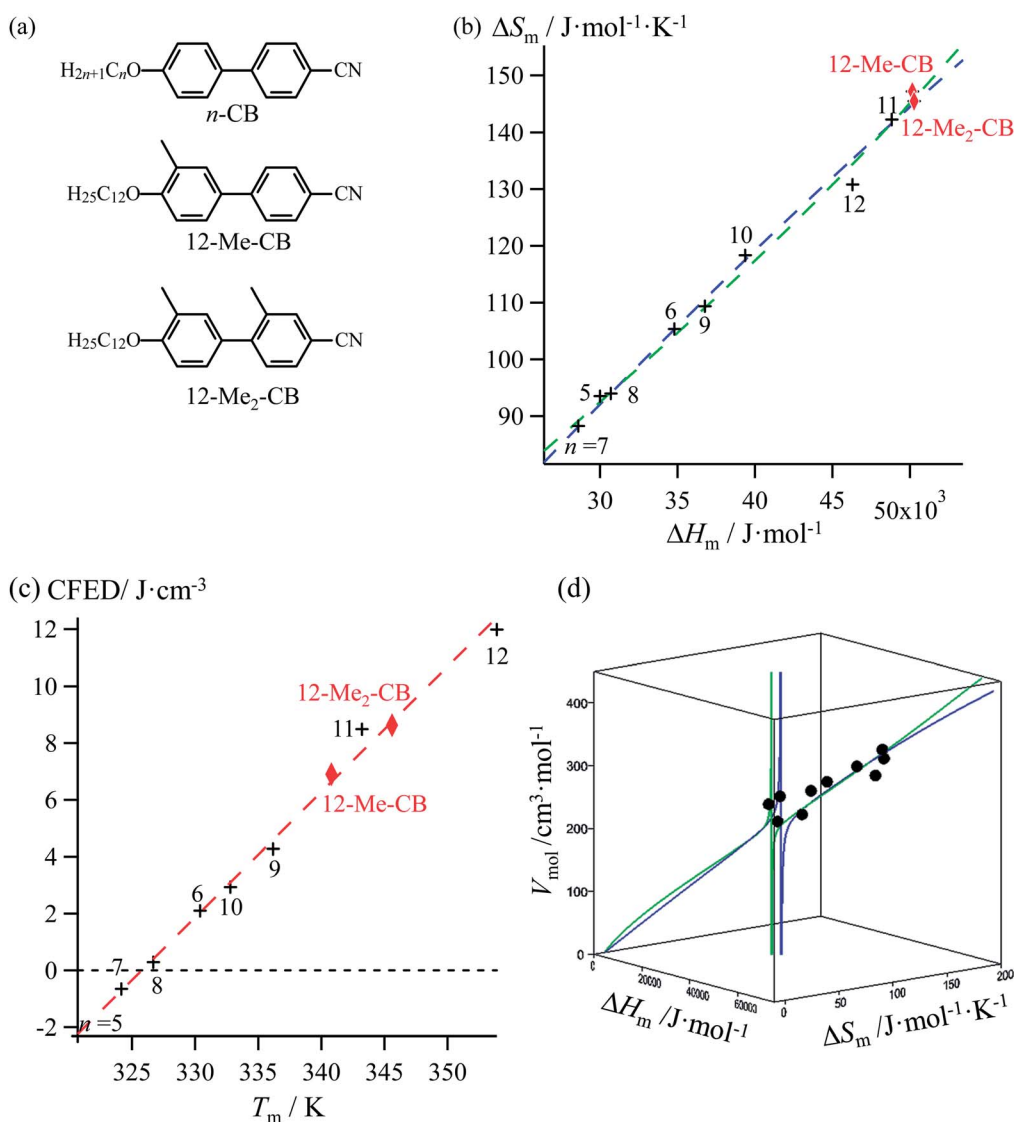 (a)
H₂ₙ₊₁CₙO
CN
n-CB
H₂₅C₁₂O
CN
12-Me-CB
H₂₅C₁₂O
CN
12-Me₂-CB
(b) ΔSₘ / J·mol⁻¹·K⁻¹
150
140
130
120
110
100
90
12-Me-CB
11
12-Me₂-CB
12
10
6
9
5
8
n =7
30
35
40
45
50x10³
ΔHₘ / J·mol⁻¹
(c) CFED/ J·cm⁻³
12
10
8
6
4
2
0
-2
12
12-Me₂-CB
11
12-Me-CB
9
6
10
7
8
n =5
325
330
335
340
345
350
Tₘ / K
(d)
400
300
200
100
0
V_mol /cm³·mol⁻¹
0
20000
40000
60000
ΔHₘ /J·mol⁻¹
0
50
100
150
200
ΔSₘ /J·mol⁻¹·K⁻¹